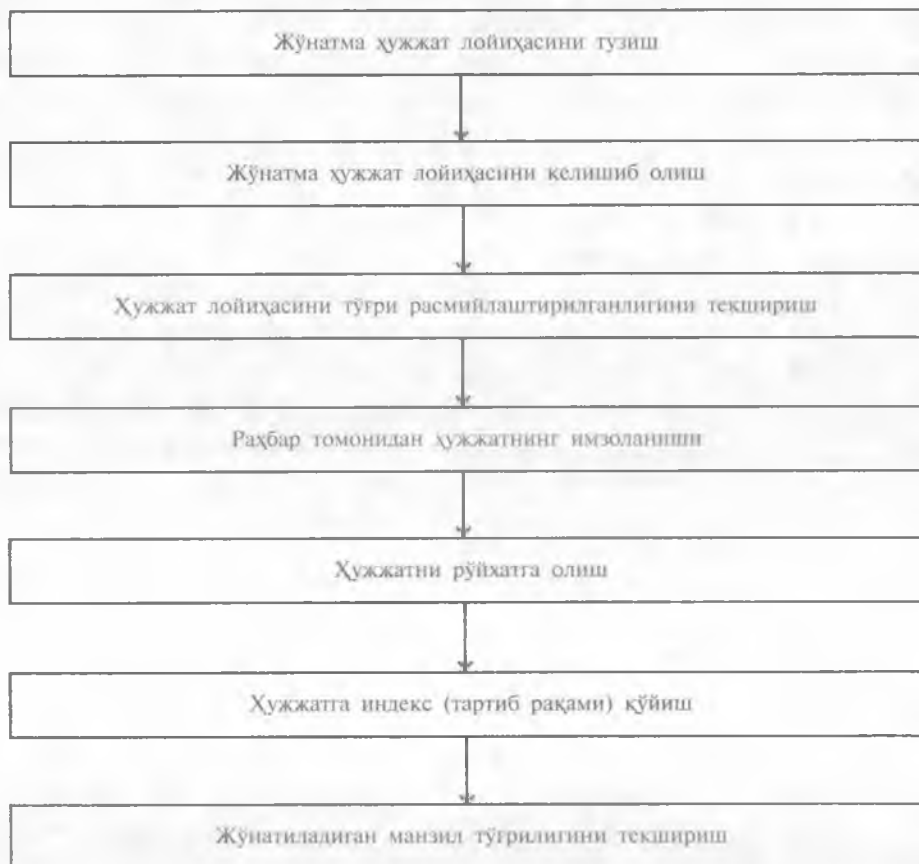 Жўнатма ҳужжат лойиҳасини тузиш
Жўнатма ҳужжат лойиҳасини келишиб олиш
Ҳужжат лойиҳасини тўғри расмийлаштирилганлигини текшириш
Раҳбар томонидан ҳужжатнинг имзоланиши
Ҳужжатни рўйхатга олиш
Ҳужжатга индекс (тартиб рақами) қўйиш
Жўнатиладиган манзил тўғрилигини текшириш